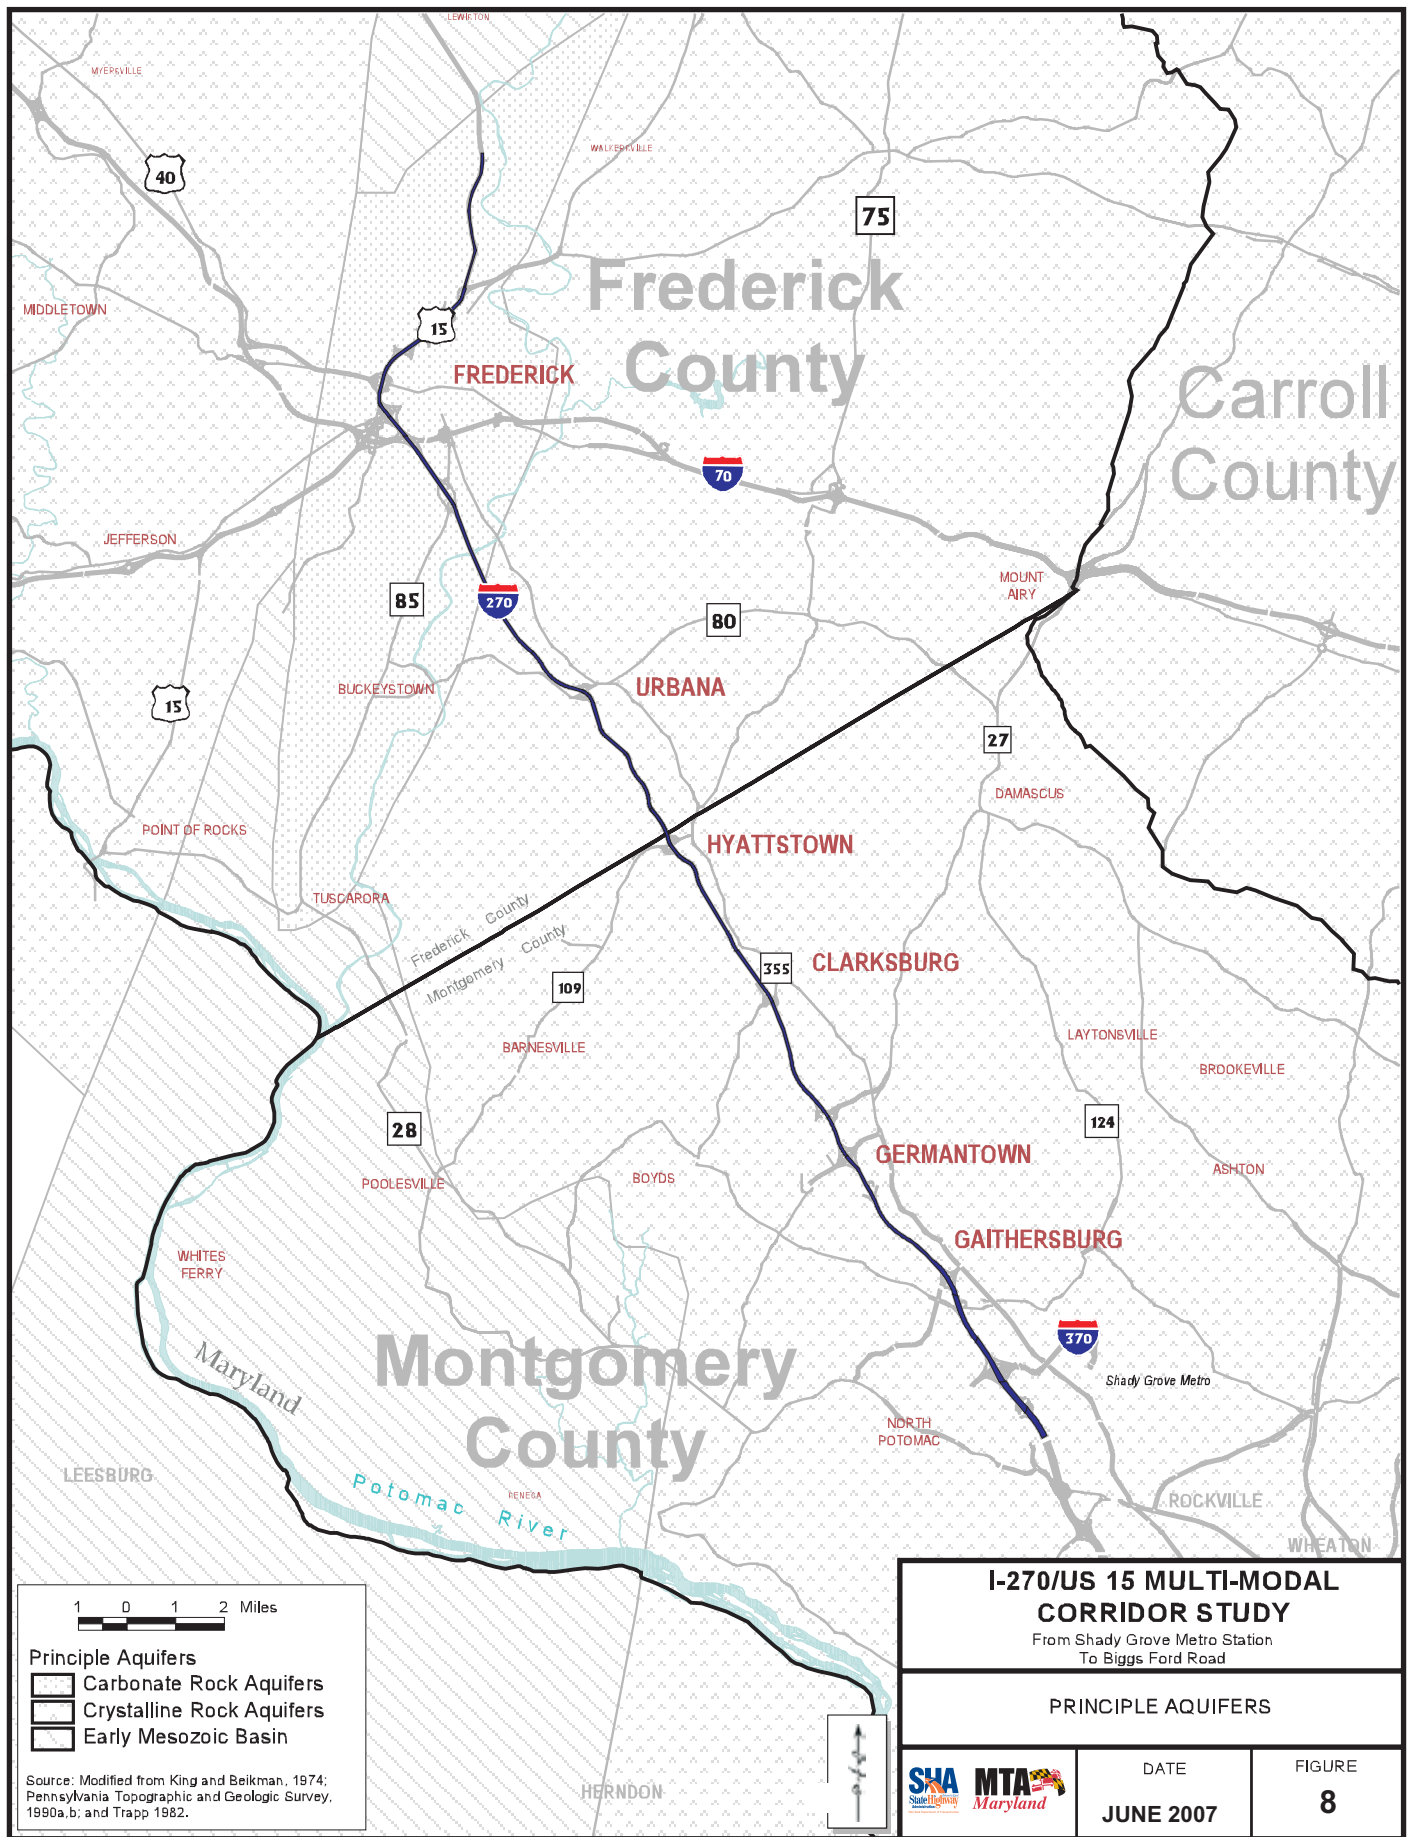 LEWISTON
MYERSVILLE
WALKERSVILLE
40
75
Frederick
County
MIDDLETOWN
15
FREDERICK
Carroll
County
70
JEFFERSON
MOUNT
AIRY
85
270
80
BUCKEYSTOWN
URBANA
15
27
DAMASCUS
POINT OF ROCKS
HYATTSTOWN
TUSCARORA
Frederick County
Montgomery County
355
CLARKSBURG
109
BARNESVILLE
LAYTONSVILLE
BROOKEVILLE
28
124
GERMANTOWN
POOLESVILLE
BOYDS
ASHTON
GAITHERSBURG
WHITES
FERRY
370
Maryland
Montgomery
County
Shady Grove Metro
NORTH
POTOMAC
LEESBURG
Potomac River
SENECA
ROCKVILLE
WHEATON
HERNDON
1 0 1 2 Miles
Principle Aquifers
Carbonate Rock Aquifers
Crystalline Rock Aquifers
Early Mesozoic Basin
Source: Modified from King and Beikman, 1974;
Pennsylvania Topographic and Geologic Survey,
1990a,b; and Trapp 1982.
I-270/US 15 MULTI-MODAL
CORRIDOR STUDY
From Shady Grove Metro Station
To Biggs Ford Road
PRINCIPLE AQUIFERS
SHA
State Highway
Administration
MTA
Maryland
DATE
JUNE 2007
FIGURE
8